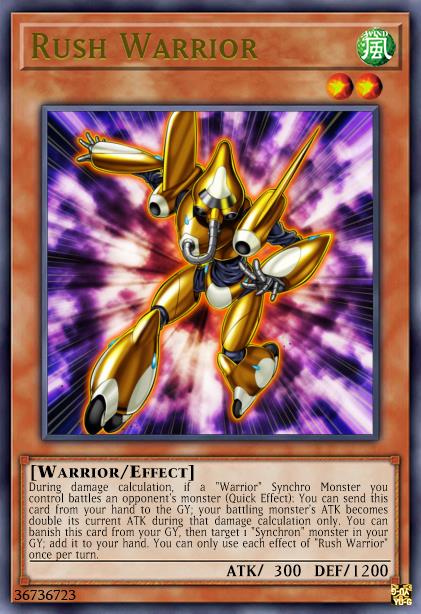 RUSH WARRIOR
WIND
風
[WARRIOR/EFFECT]
During damage calculation, if a "Warrior" Synchro Monster you
control battles an opponent's monster (Quick Effect): You can send this
card from your hand to the GY; your battling monster's ATK becomes
double its current ATK during that damage calculation only. You can
banish this card from your GY, then target 1 "Synchron" monster in your
GY; add it to your hand. You can only use each effect of "Rush Warrior"
once per turn.
ATK/ 300 DEF/1200
36736723